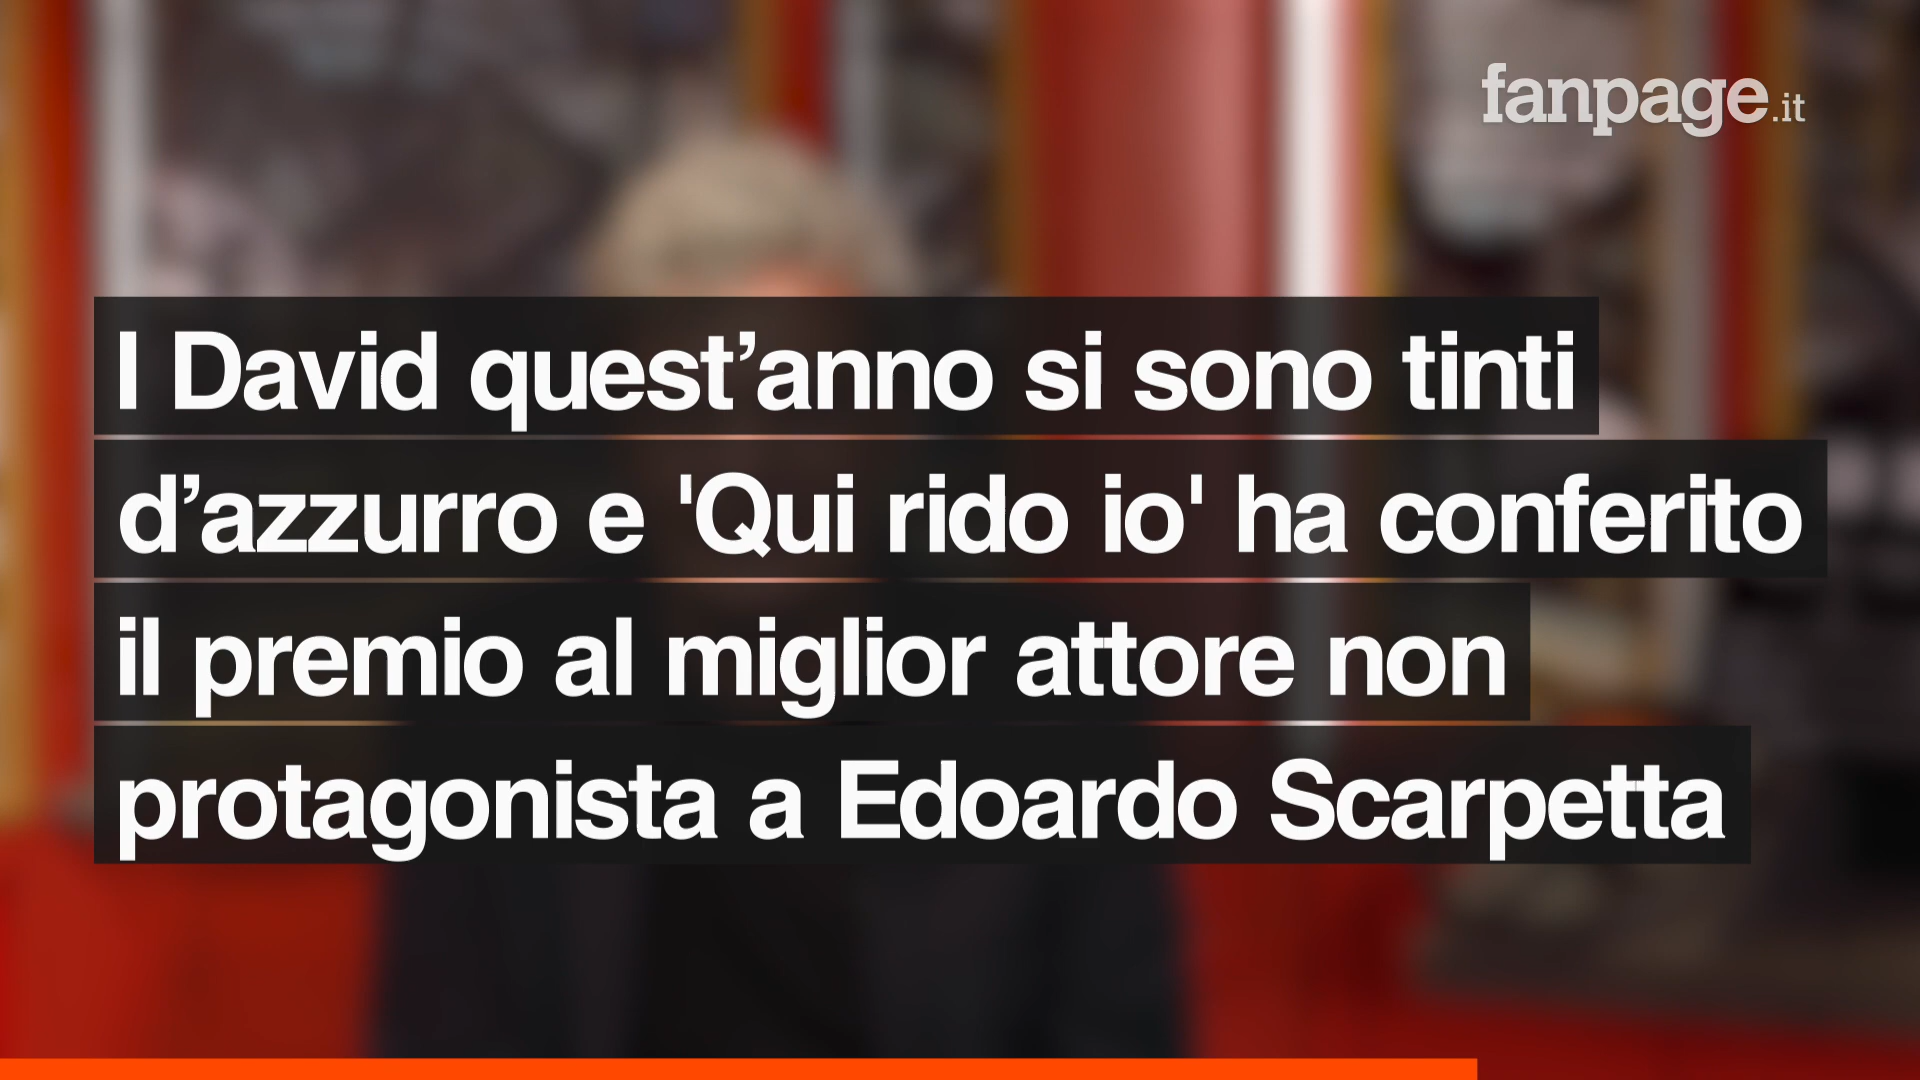 fanpage.it
I David quest’anno si sono tinti
d’azzurro e 'Qui rido io' ha conferito
il premio al miglior attore non
protagonista a Edoardo Scarpetta